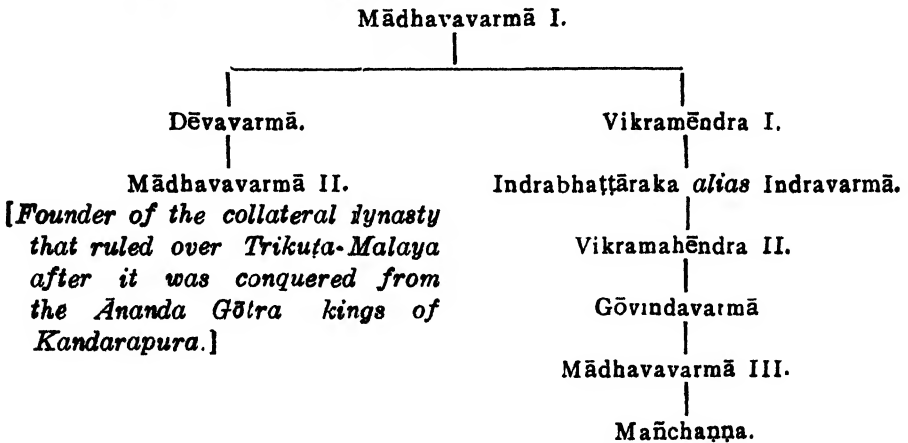 Mādhavavarmā I.
Dēvavarmā. Vikramēndra I.
Mādhavavarmā II. Indrabhaṭṭāraka alias Indravarmā.
[Founder of the collateral dynasty
that ruled over Trikuṭa-Malaya Vikramahēndra II.
after it was conquered from
the Ānanda Gōtra kings of Gōvindavarmā
Kandarapura.]
Mādhavavarmā III.
Mañchaṇṇa.